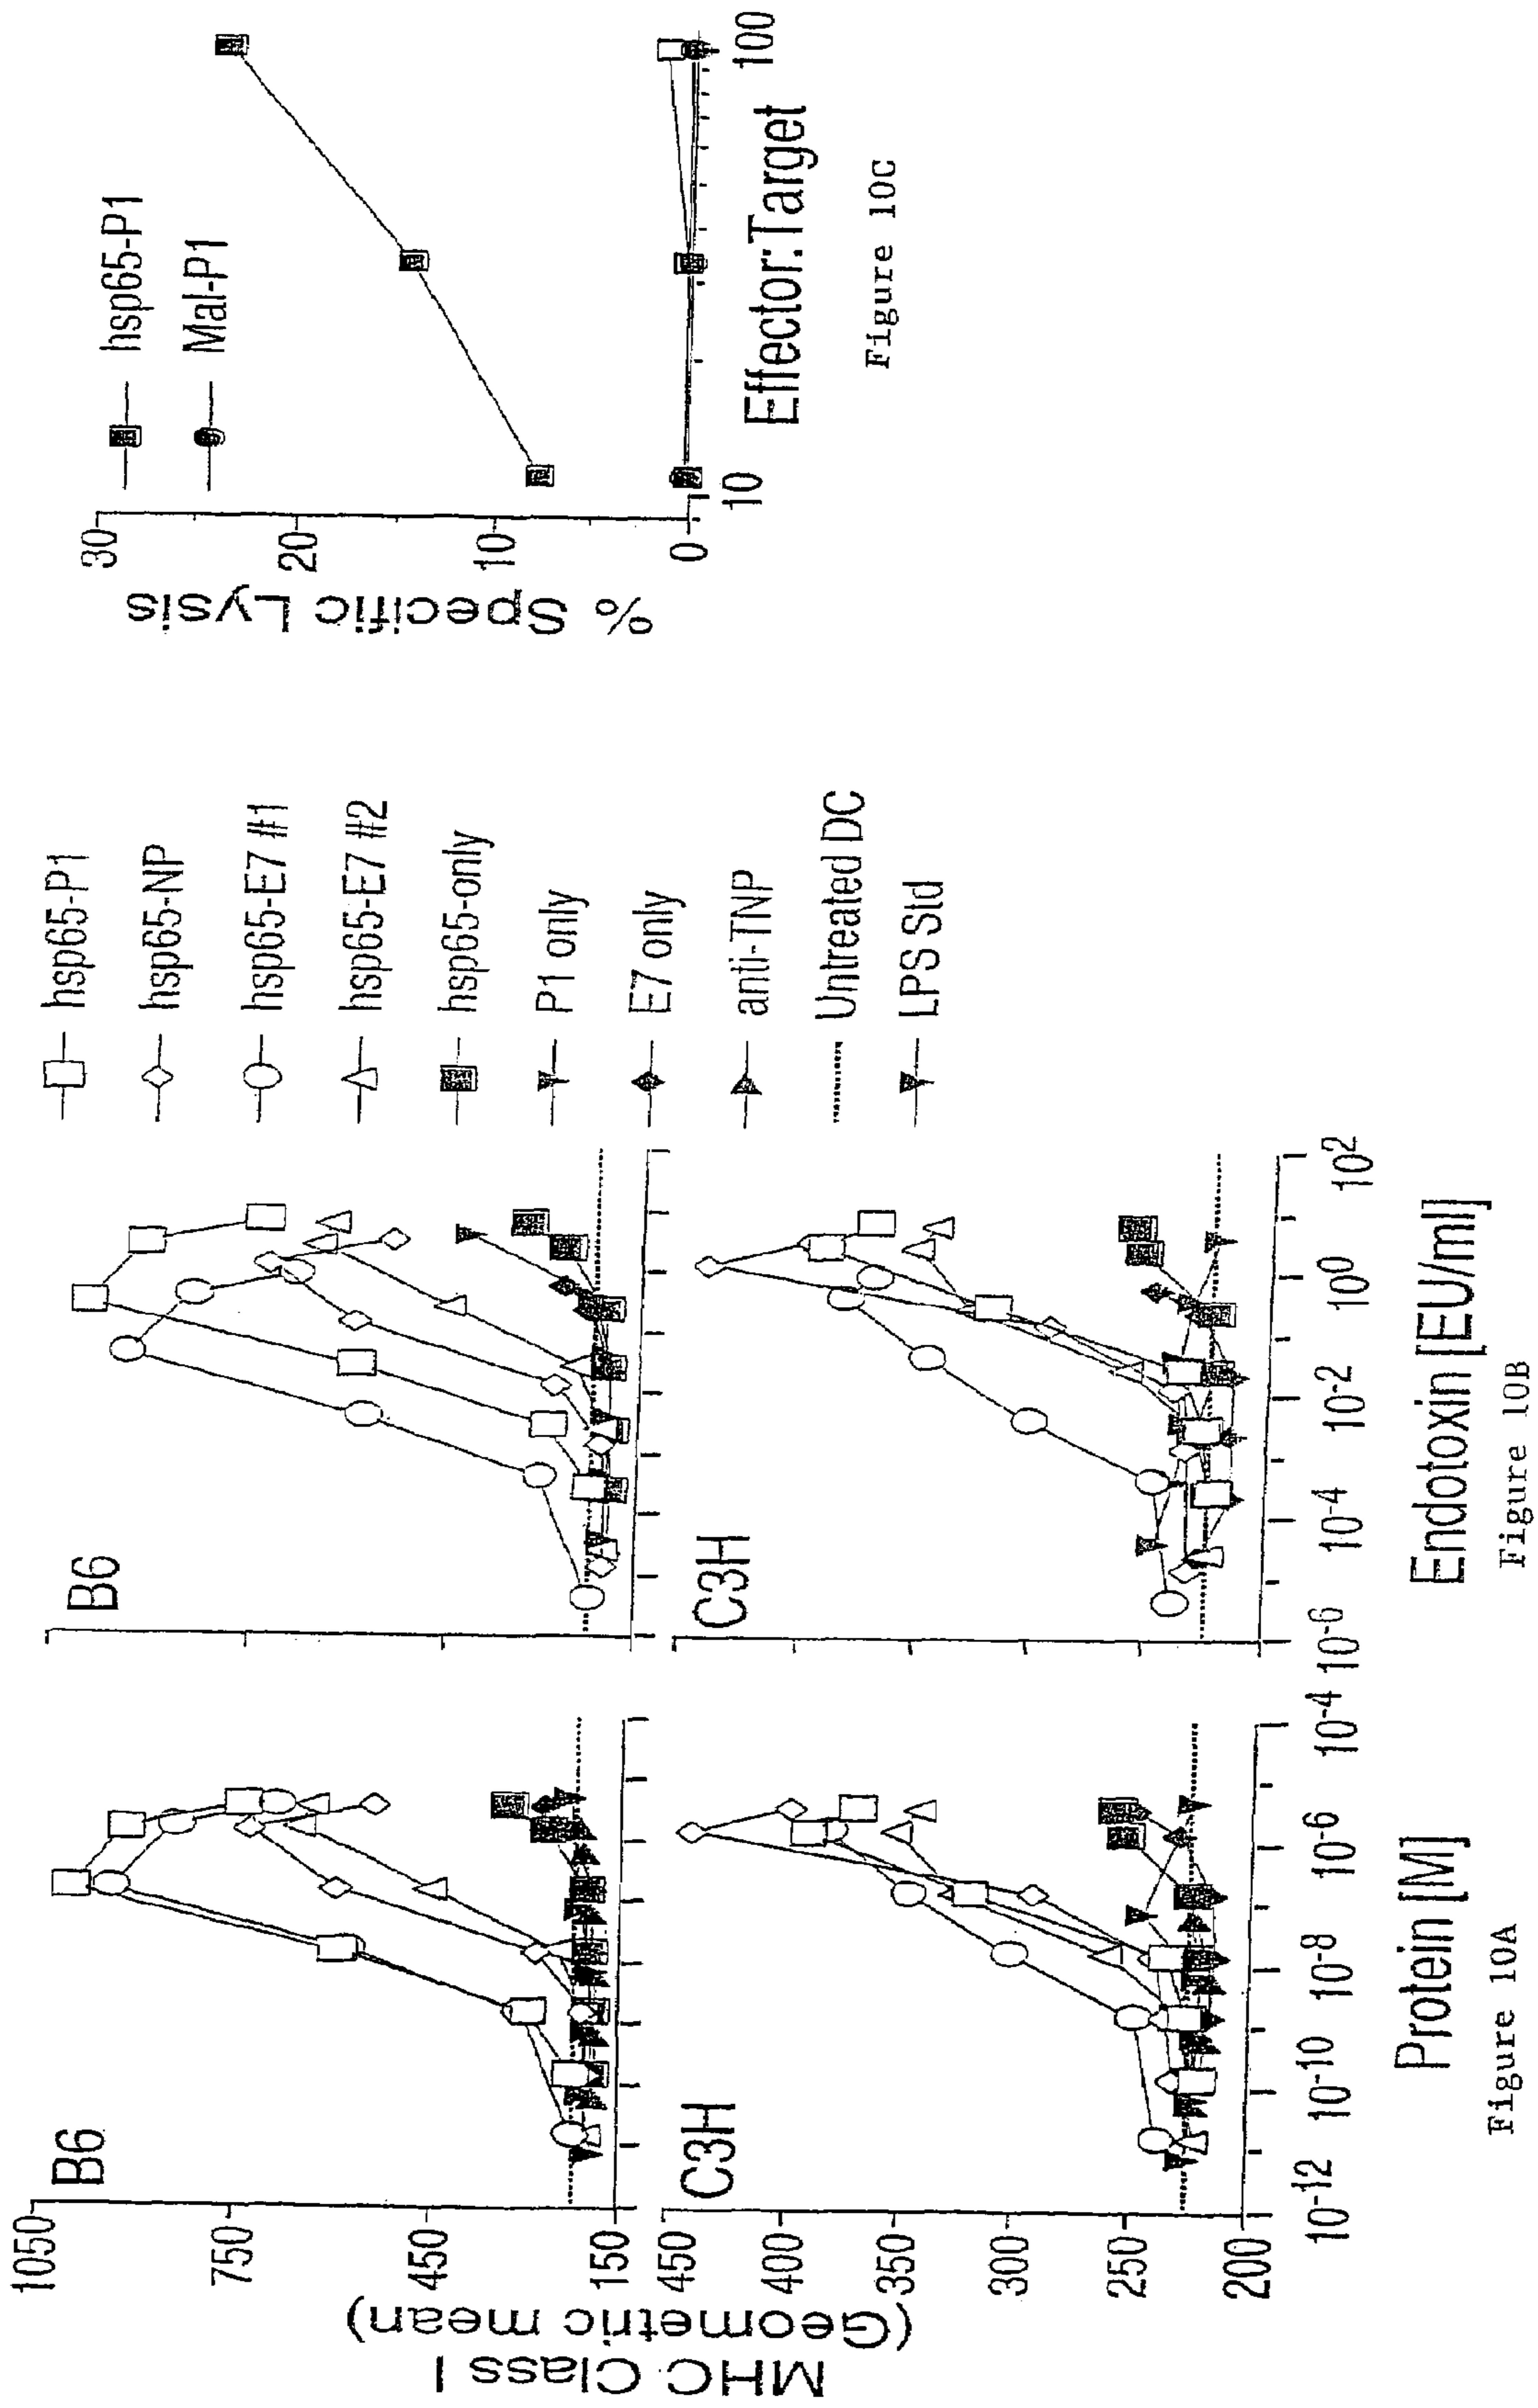 MHC Class I
(Geometric mean)
1050
750
450
150
B6
B6
450
400
350
250
200
C3H
C3H
300
10-12
10-10
10-8
10-6
10-4
Protein [M]
Figure 10A
10-6
10-4
10-2
100
102
Endotoxin [EU/ml]
Figure 10B
hsp65-P1
hsp65-NP
hsp65-E7 #1
hsp65-E7 #2
hsp65-only
P1 only
E7 only
anti-TNP
Untreated DC
LPS Std
% Specific Lysis
30
20
10
0
hsp65-P1
Mal-P1
10
100
Effector:Target
Figure 10C